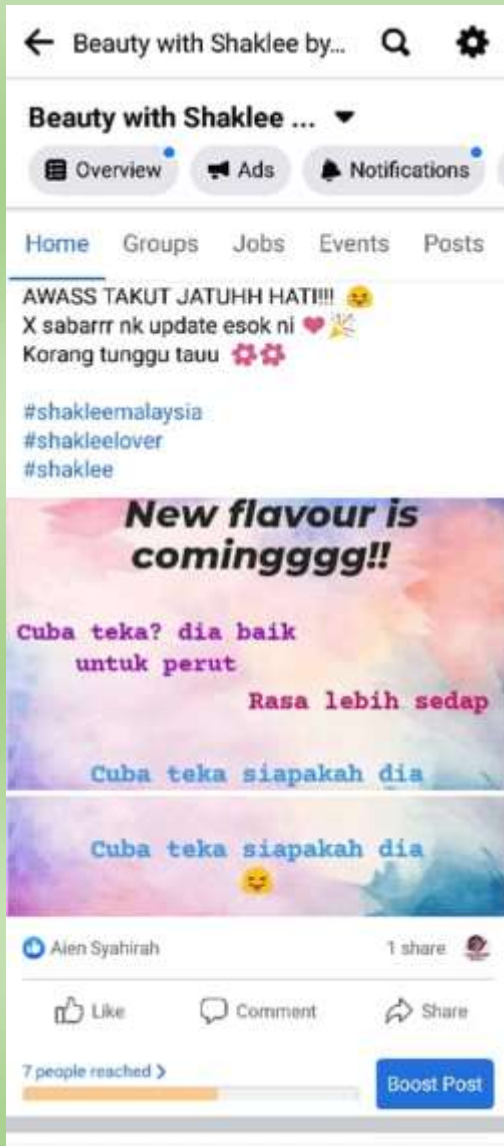 Beauty with Shaklee by...
Beauty with Shaklee ...
Overview Ads Notifications
Home Groups Jobs Events Posts
AWASS TAKUT JATUHH HATI!!! 😋
X sabarrr nk update esok ni ❤️🎉
Korang tunggu tauu 🌸🌸
#shakleemalaysia
#shakleelover
#shaklee
New flavour is
comingggg!!
Cuba teka? dia baik
untuk perut
Rasa lebih sedap
Cuba teka siapakah dia
Cuba teka siapakah dia
😋
Aien Syahirah 1 share
Like Comment Share
7 people reached >
Boost Post